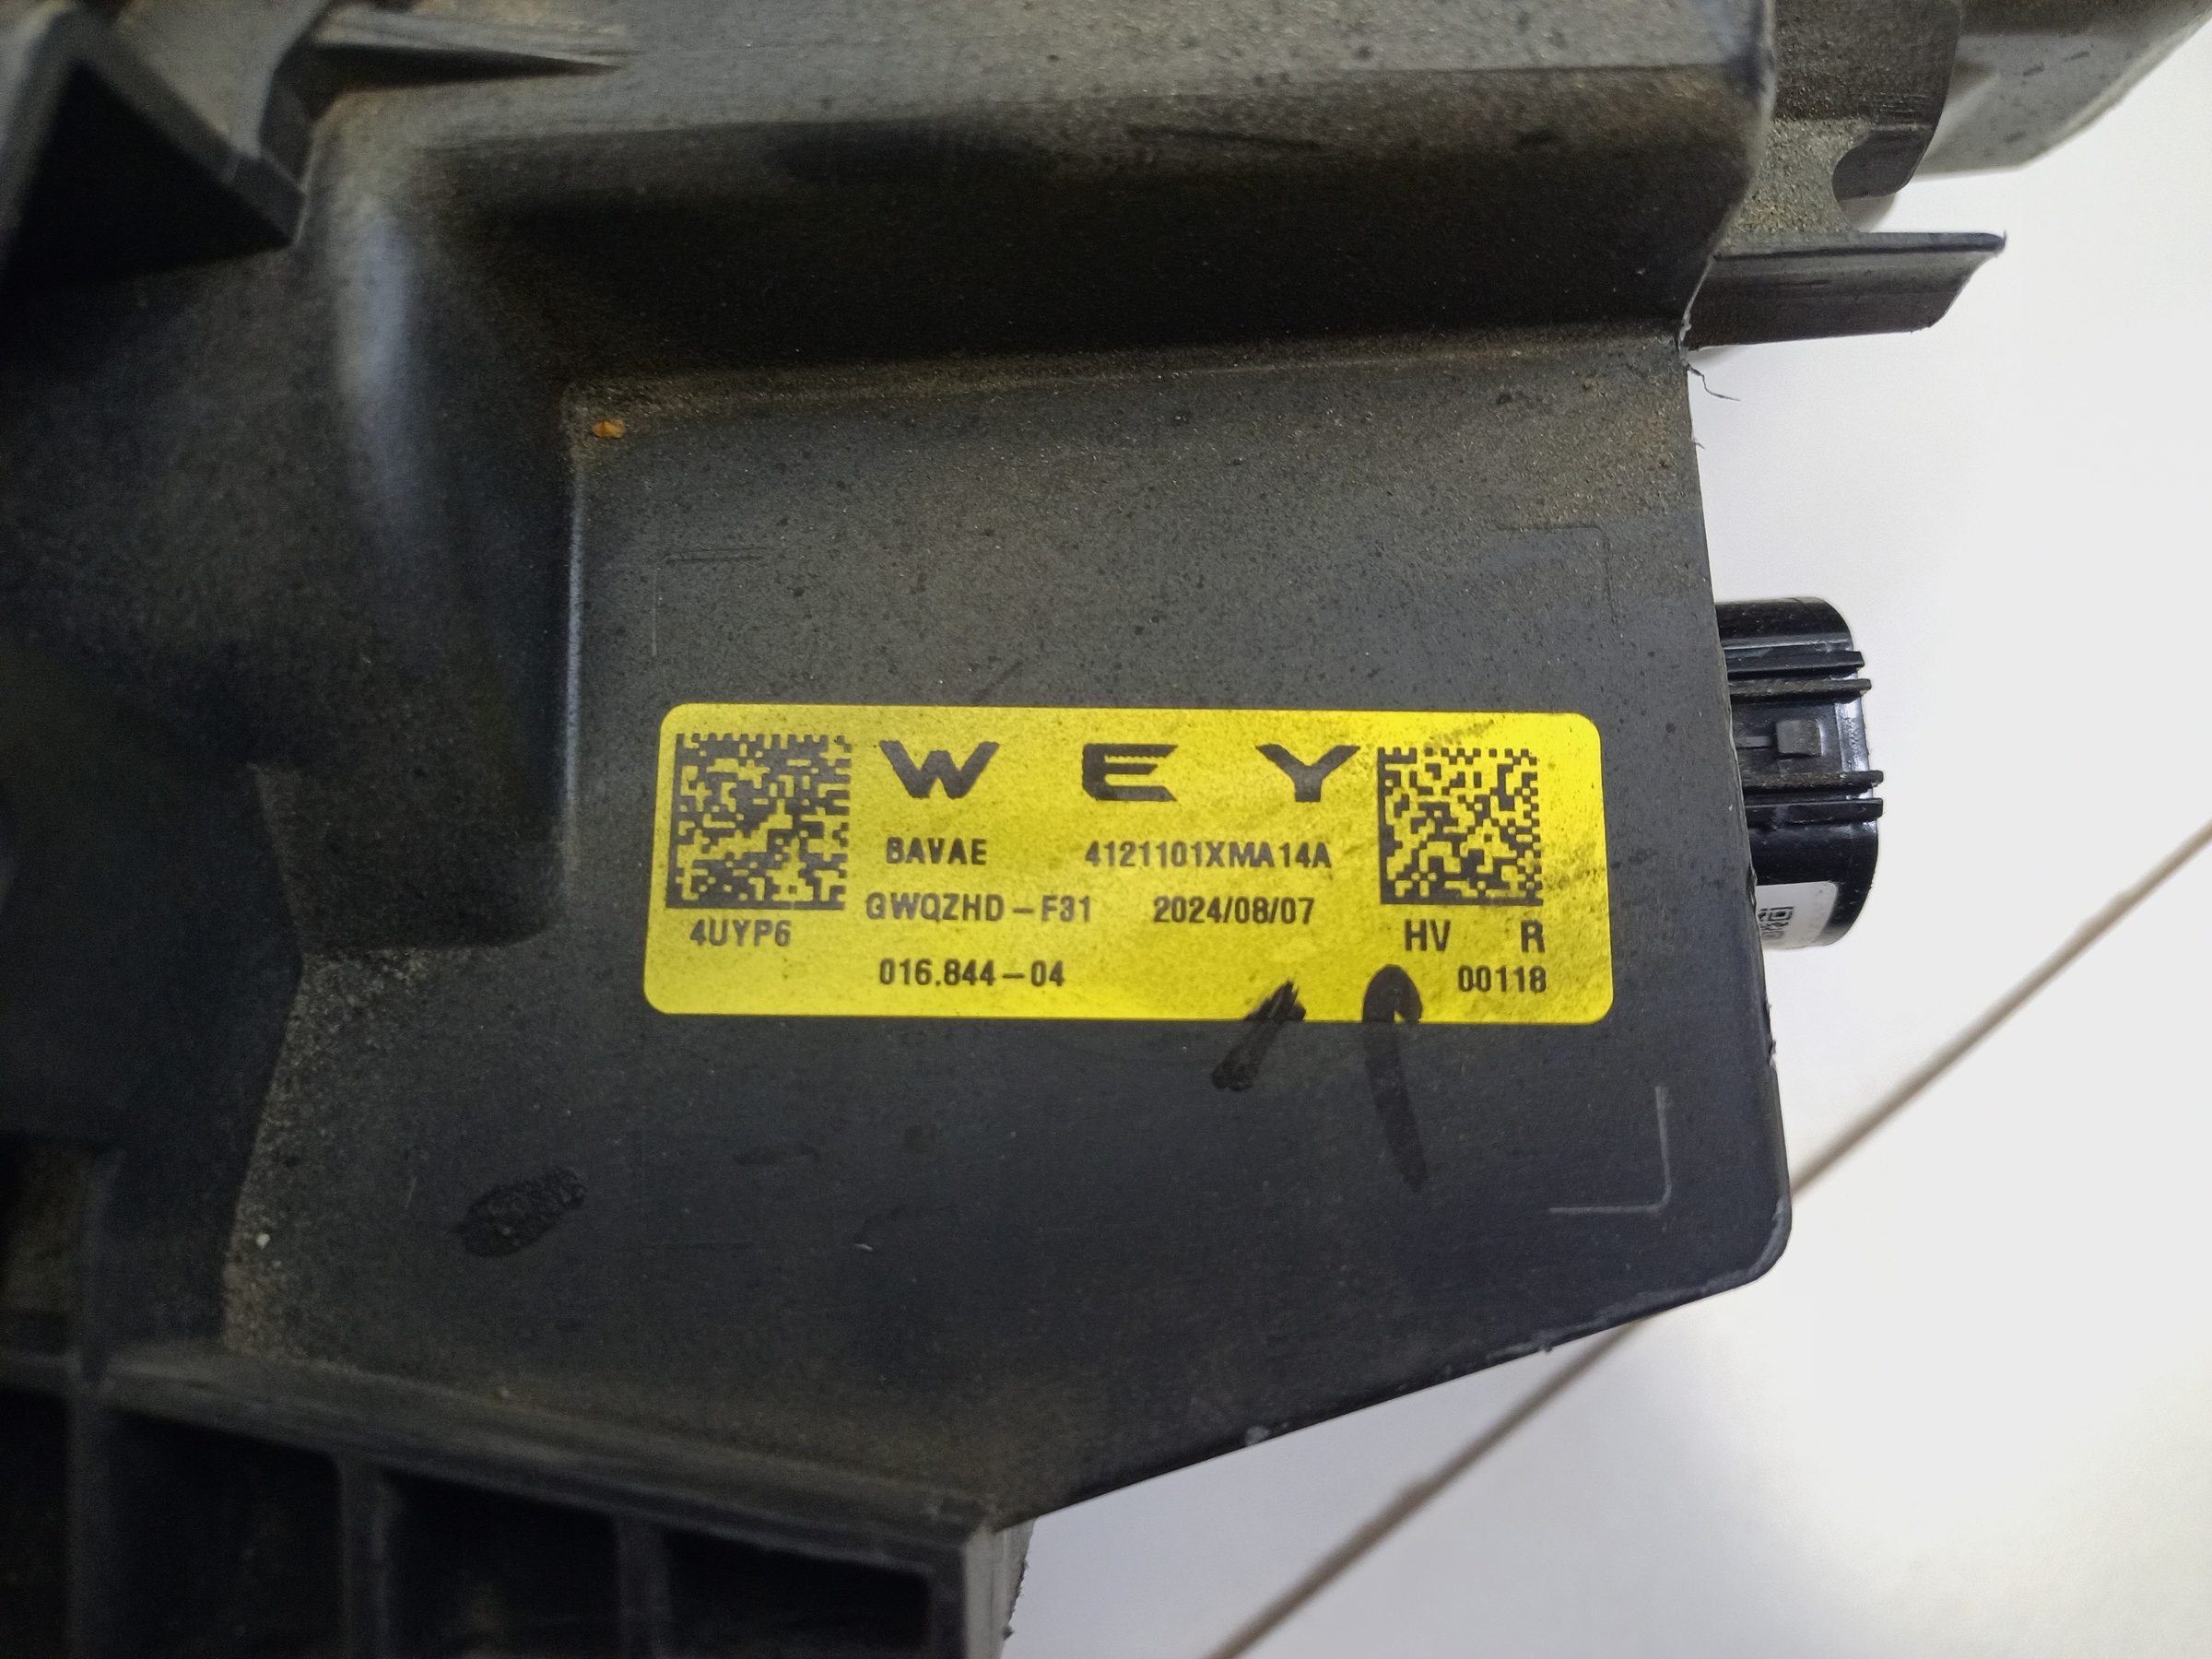 WEY
BAVAE 4121101XMA14A
GWQZHD-F31 2024/08/07
4UYP6
HV R
016.844-04
00118